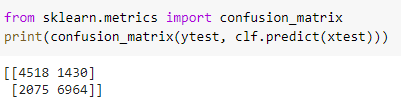 from sklearn.metrics import confusion_matrix
print(confusion_matrix(ytest, clf.predict(xtest)))
[[4518 1430]
 [2075 6964]]